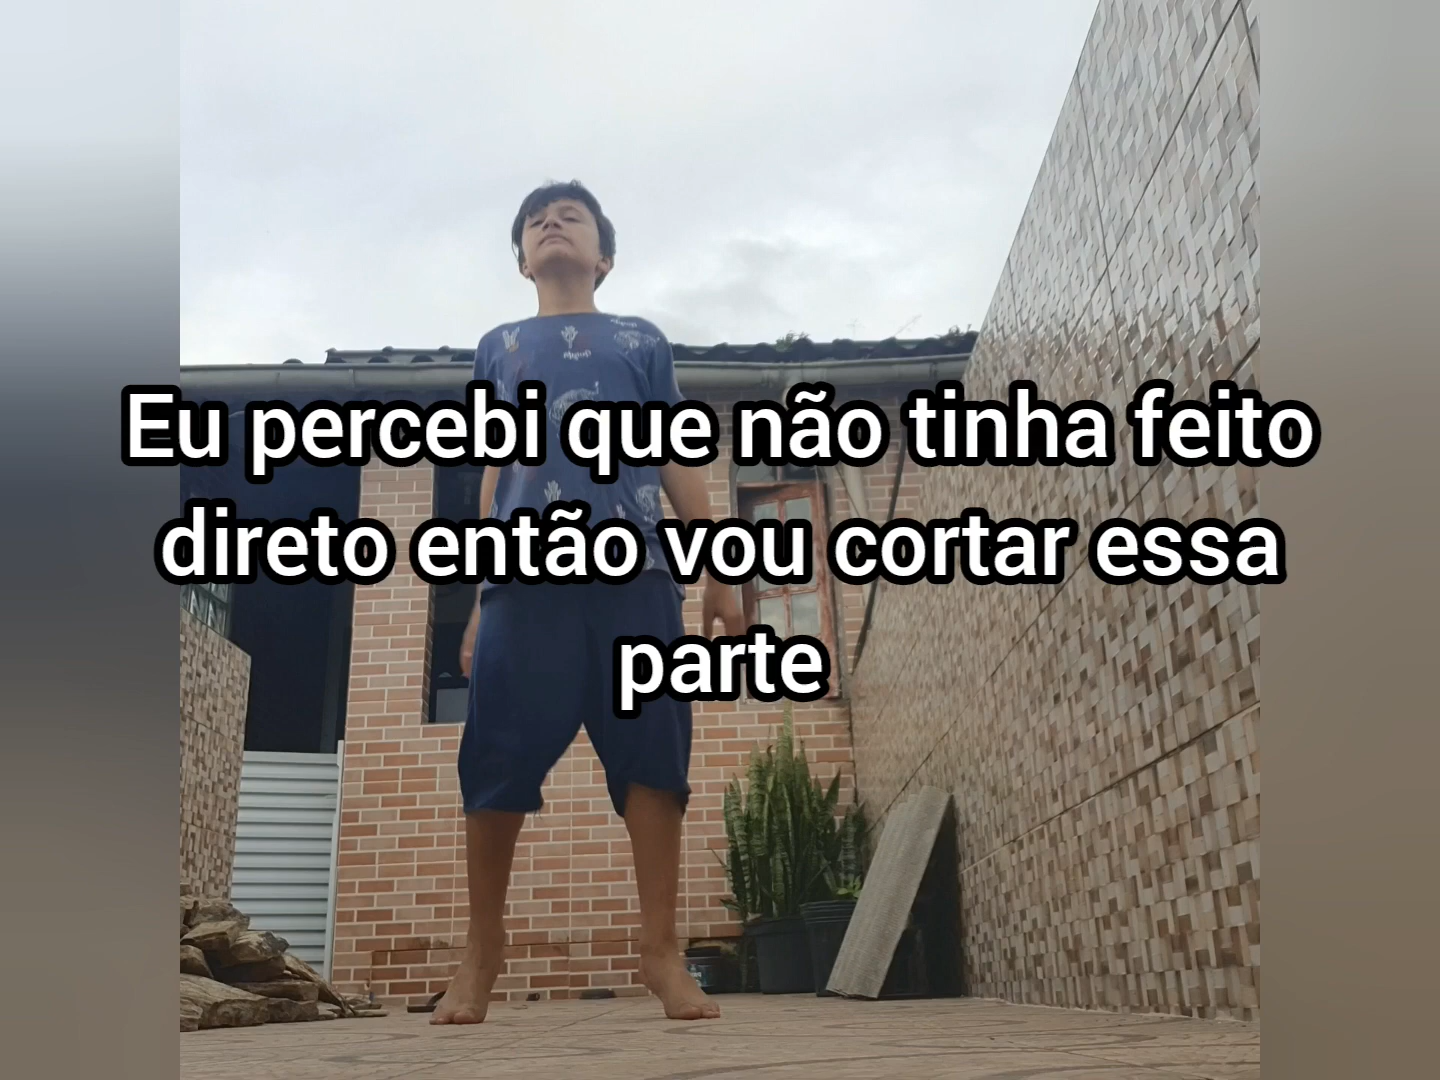 Eu percebi que não tinha feito
direto então vou cortar essa
parte